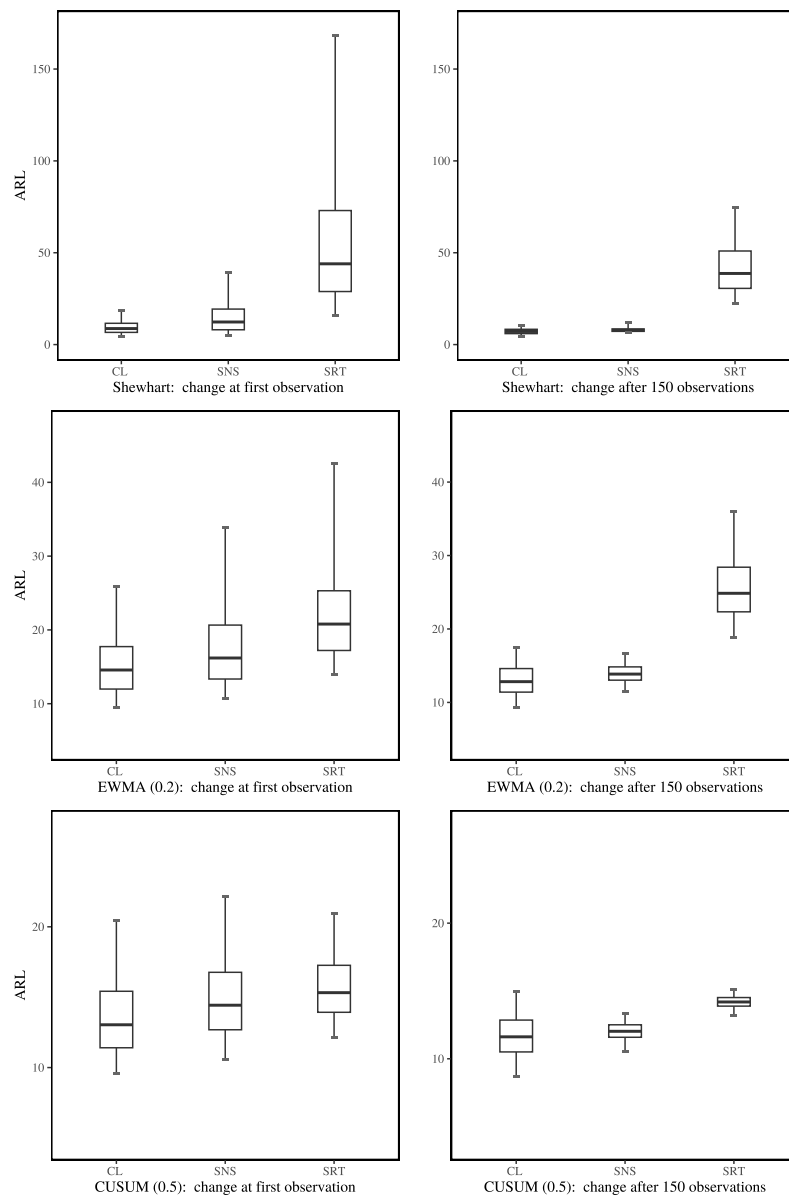 150
100
50
0
ARL
CL SNS SRT
Shewhart: change at first observation
150
100
50
0
CL SNS SRT
Shewhart: change after 150 observations
40
30
20
10
ARL
CL SNS SRT
EWMA (0.2): change at first observation
40
30
20
10
CL SNS SRT
EWMA (0.2): change after 150 observations
20
10
ARL
CL SNS SRT
CUSUM (0.5): change at first observation
20
10
CL SNS SRT
CUSUM (0.5): change after 150 observations